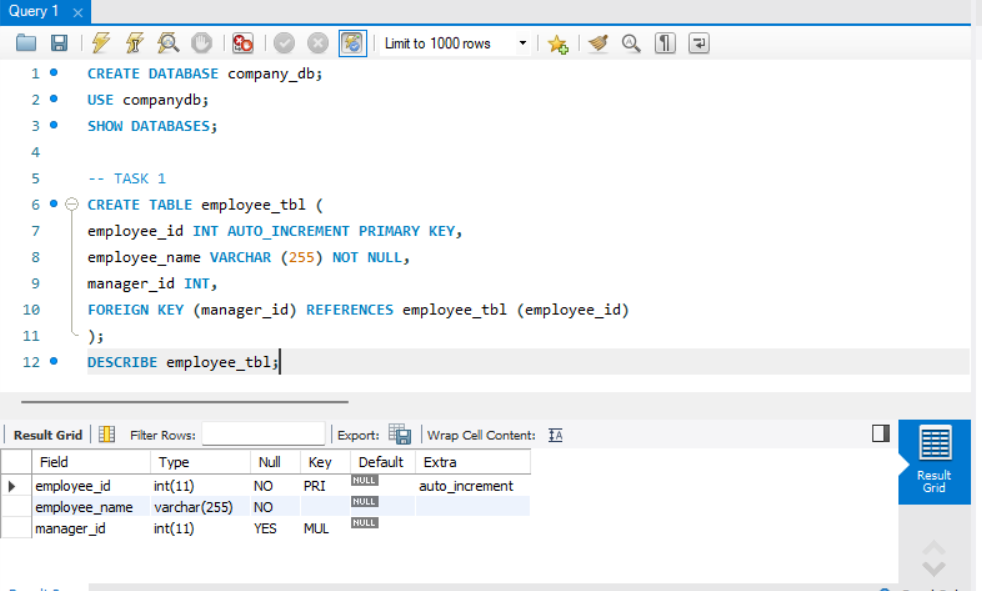 Query 1
Limit to 1000 rows
1 CREATE DATABASE company_db;
2 USE companydb;
3 SHOW DATABASES;
4
5 -- TASK 1
6 CREATE TABLE employee_tbl (
7 employee_id INT AUTO_INCREMENT PRIMARY KEY,
8 employee_name VARCHAR (255) NOT NULL,
9 manager_id INT,
10 FOREIGN KEY (manager_id) REFERENCES employee_tbl (employee_id)
11 );
12 DESCRIBE employee_tbl;
Result Grid Filter Rows: Export: Wrap Cell Content:
Field Type Null Key Default Extra
employee_id int(11) NO PRI NULL auto_increment
employee_name varchar(255) NO NULL
manager_id int(11) YES MUL NULL
Result
Grid